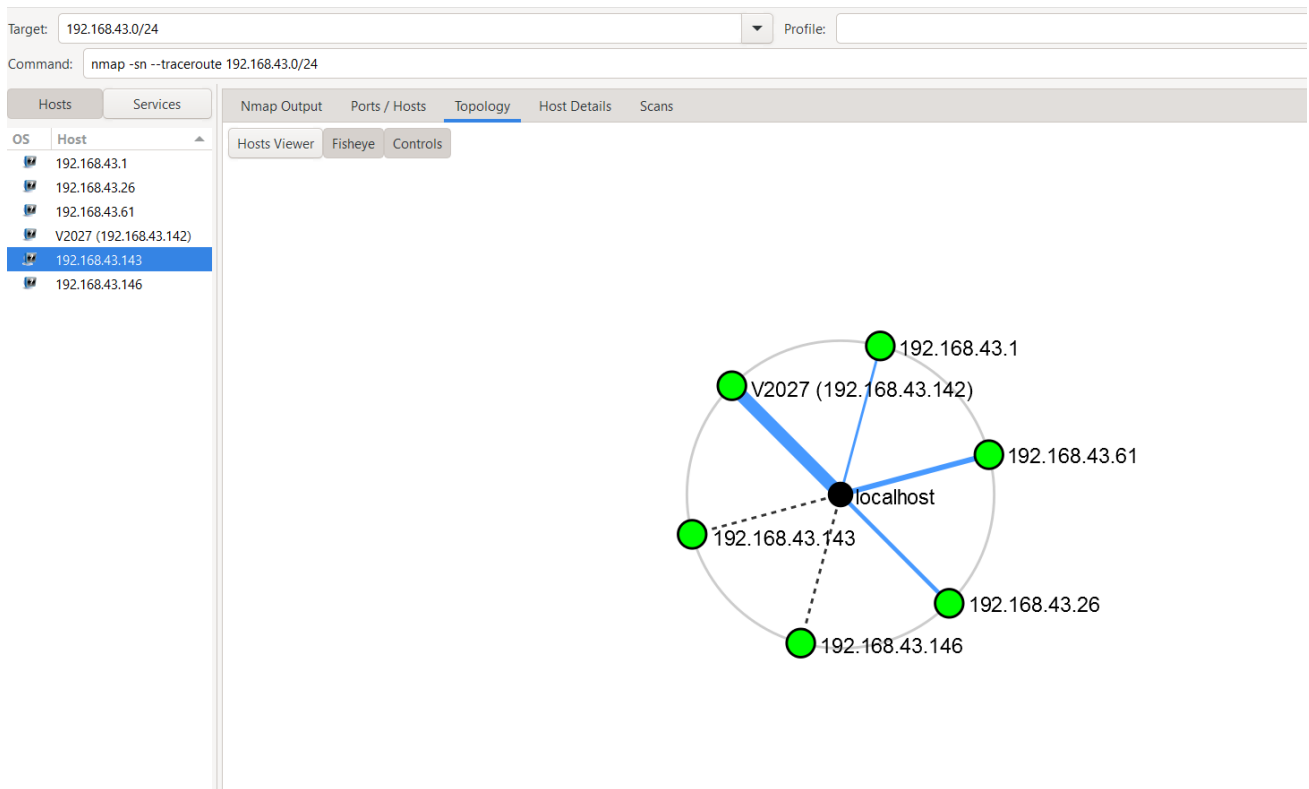 Target: 192.168.43.0/24 Profile:
Command: nmap -sn --traceroute 192.168.43.0/24
Hosts Services
Nmap Output Ports / Hosts Topology Host Details Scans
OS Host
Hosts Viewer Fisheye Controls
192.168.43.1
192.168.43.26
192.168.43.61
V2027 (192.168.43.142)
192.168.43.143
192.168.43.146
192.168.43.1
V2027 (192.168.43.142)
192.168.43.61
localhost
192.168.43.143
192.168.43.26
192.168.43.146